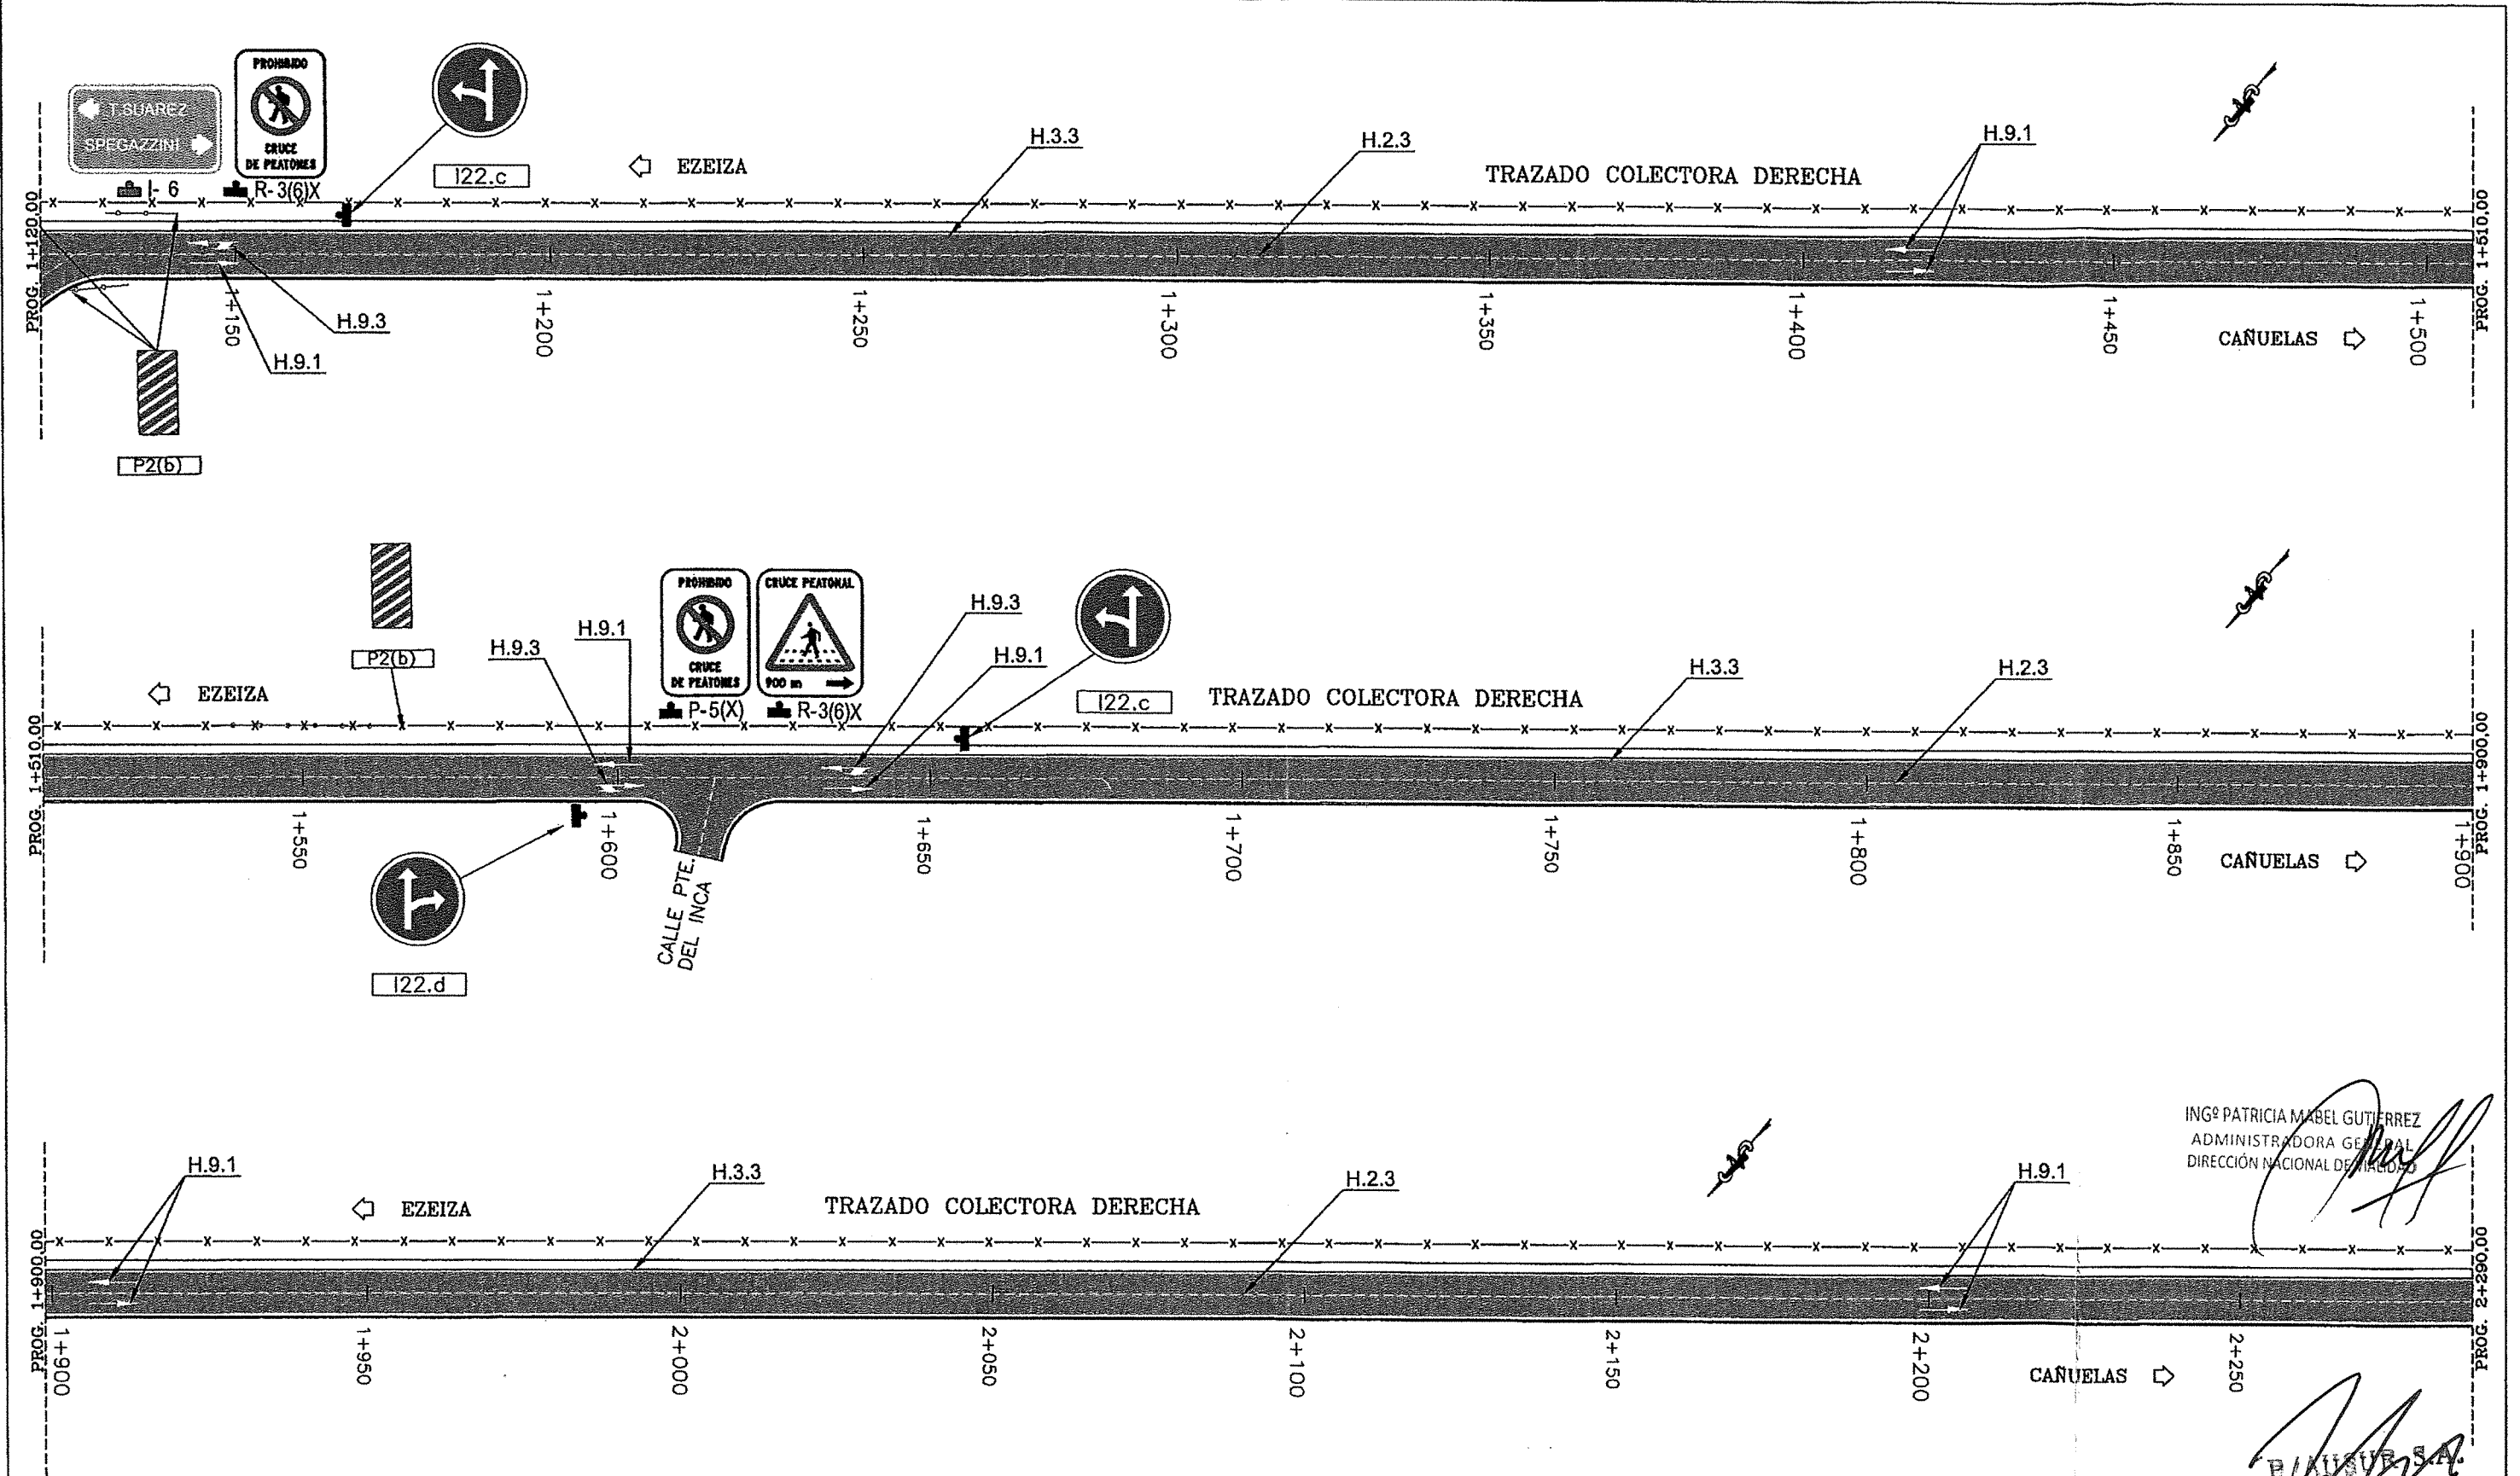 T.SUAREZ
SPEGAZZINI
I- 6
PROHIBIDO
CRUCE
DE PEATONES
R-3(6)X
I22.c
EZEIZA
H.3.3
H.2.3
TRAZADO COLECTORA DERECHA
H.9.1
PROG. 1+120.00
PROG. 1+510.00
1+150
1+200
1+250
1+300
1+350
1+400
1+450
1+500
H.9.3
H.9.1
CAÑUELAS
P2(b)
P2(b)
EZEIZA
H.9.3
H.9.1
PROHIBIDO
CRUCE
DE PEATONES
P-5(X)
CRUCE PEATONAL
900 m
R-3(6)X
H.9.3
H.9.1
I22.c
TRAZADO COLECTORA DERECHA
H.3.3
H.2.3
PROG. 1+510.00
PROG. 1+900.00
1+550
1+600
1+650
1+700
1+750
1+800
1+850
1+900
CALLE PTE.
DEL INCA
CAÑUELAS
I22.d
INGº PATRICIA MABEL GUTIERREZ
ADMINISTRADORA GENERAL
DIRECCIÓN NACIONAL DE VIALIDAD
H.9.1
EZEIZA
H.3.3
TRAZADO COLECTORA DERECHA
H.2.3
H.9.1
PROG. 1+900.00
PROG. 2+290.00
1+900
1+950
2+000
2+050
2+100
2+150
2+200
2+250
CAÑUELAS
P/AUSUR S.A.